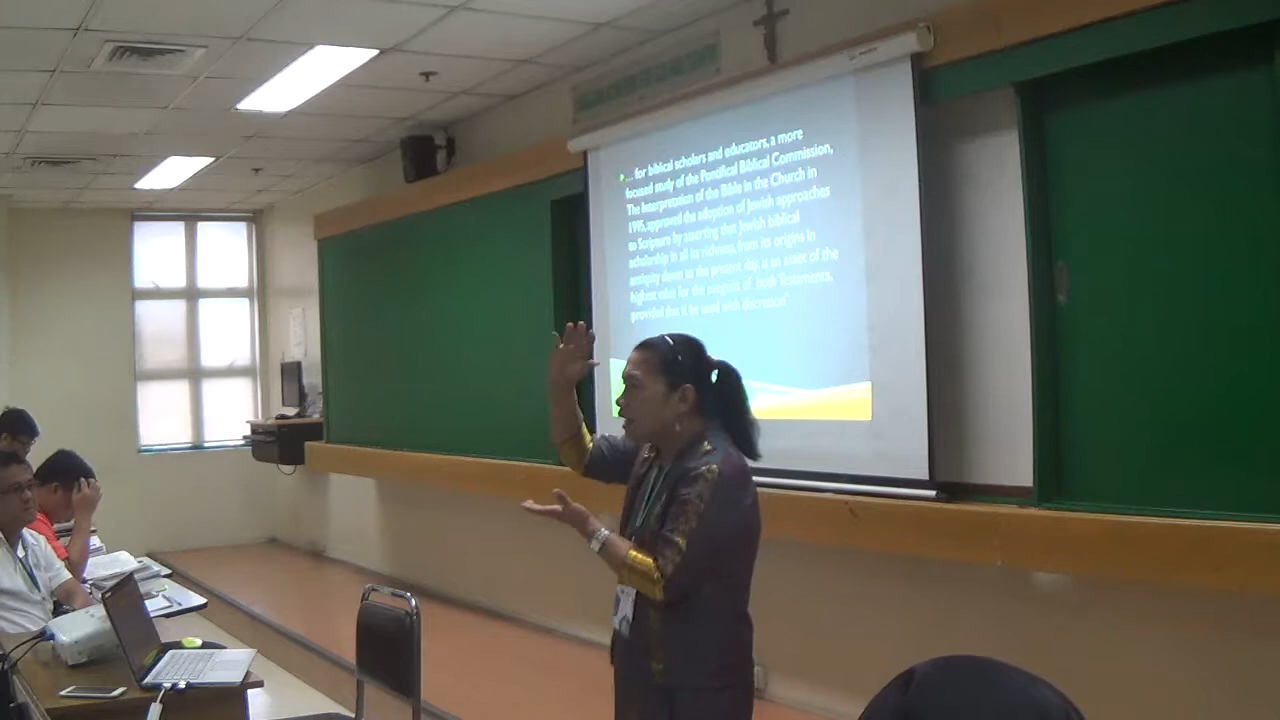 ... for biblical scholars and educators, a more
focused study of the Pontifical Biblical Commission,
The Interpretation of the Bible in the Church in
1995, approved the adoption of Jewish approaches
to Scripture by asserting that Jewish biblical
scholarship in all its richness, from its origins in
antiquity down to the present day, is an asset of the
highest value for the exegesis of both Testaments,
provided that it be used with discretion"